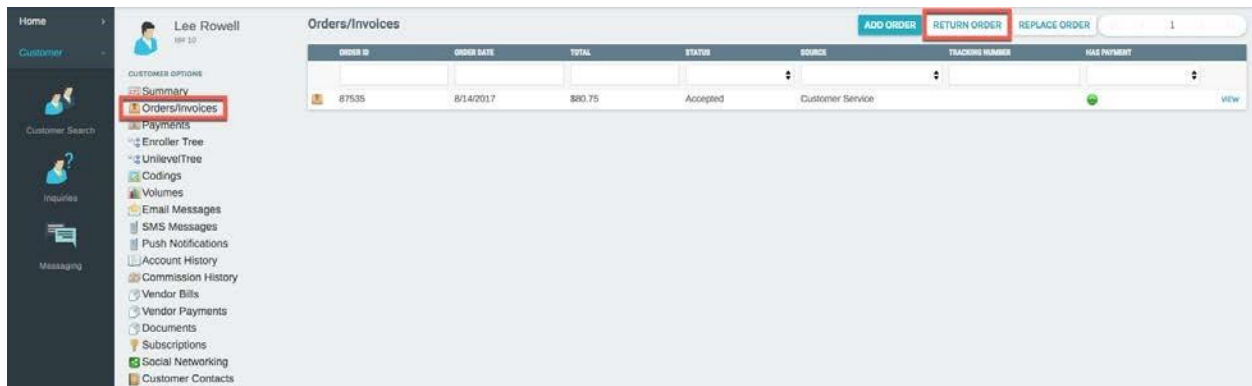 Home
Customer
Customer Search
Inquiries
Messaging
Lee Rowell
ID# 10
CUSTOMER OPTIONS
Summary
Orders/Invoices
Payments
Enroller Tree
UnilevelTree
Codings
Volumes
Email Messages
SMS Messages
Push Notifications
Account History
Commission History
Vendor Bills
Vendor Payments
Documents
Subscriptions
Social Networking
Customer Contacts
Orders/Invoices
ADD ORDER RETURN ORDER REPLACE ORDER 1
ORDER ID ORDER DATE TOTAL STATUS SOURCE TRACKING NUMBER HAS PAYMENT
87535 8/14/2017 $80.75 Accepted Customer Service VIEW